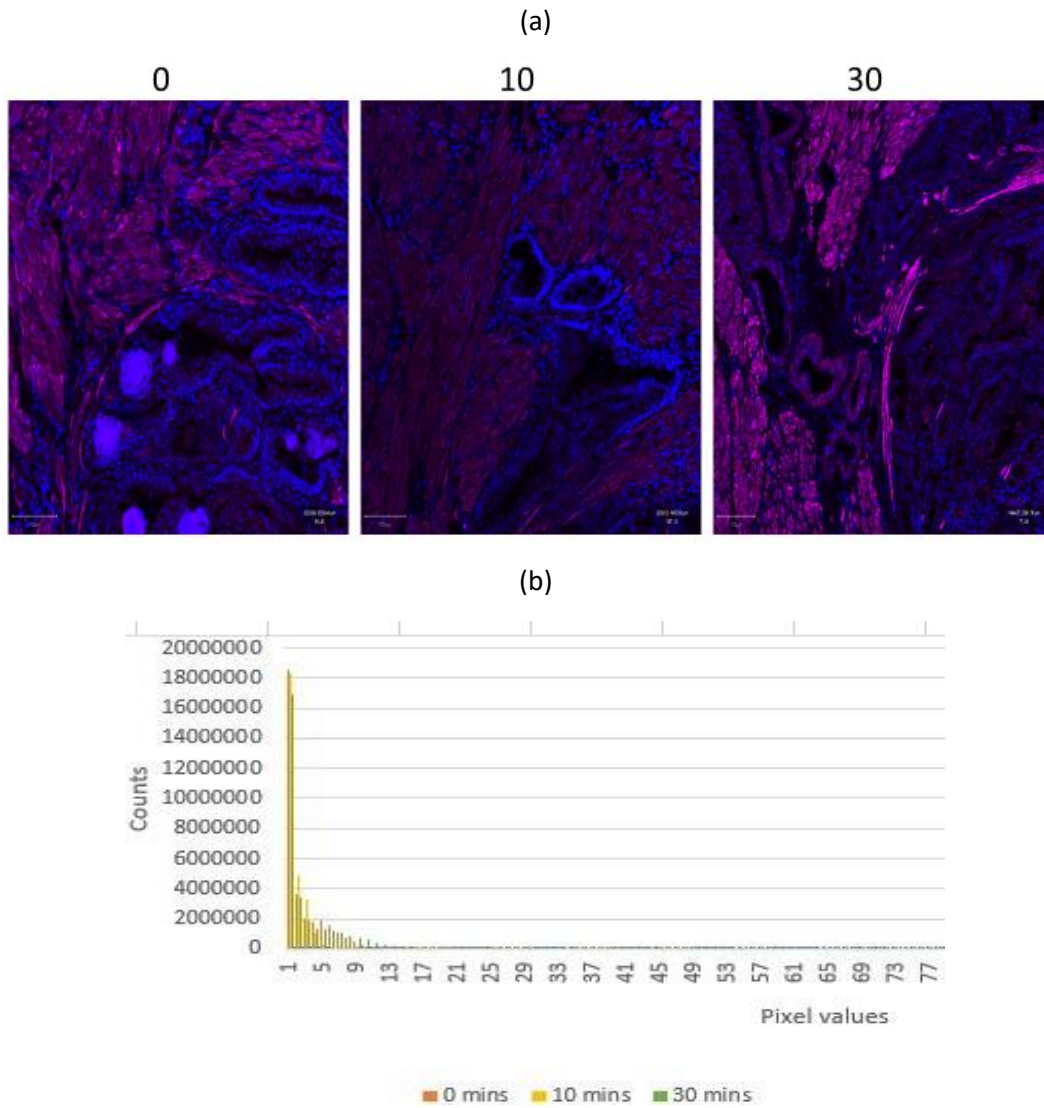 (a)
0 10 30
(b)
20000000
18000000
16000000
14000000
12000000
10000000
8000000
6000000
4000000
2000000
0
Counts
1 5 9 13 17 21 25 29 33 37 41 45 49 53 57 61 65 69 73 77
Pixel values
0 mins 10 mins 30 mins